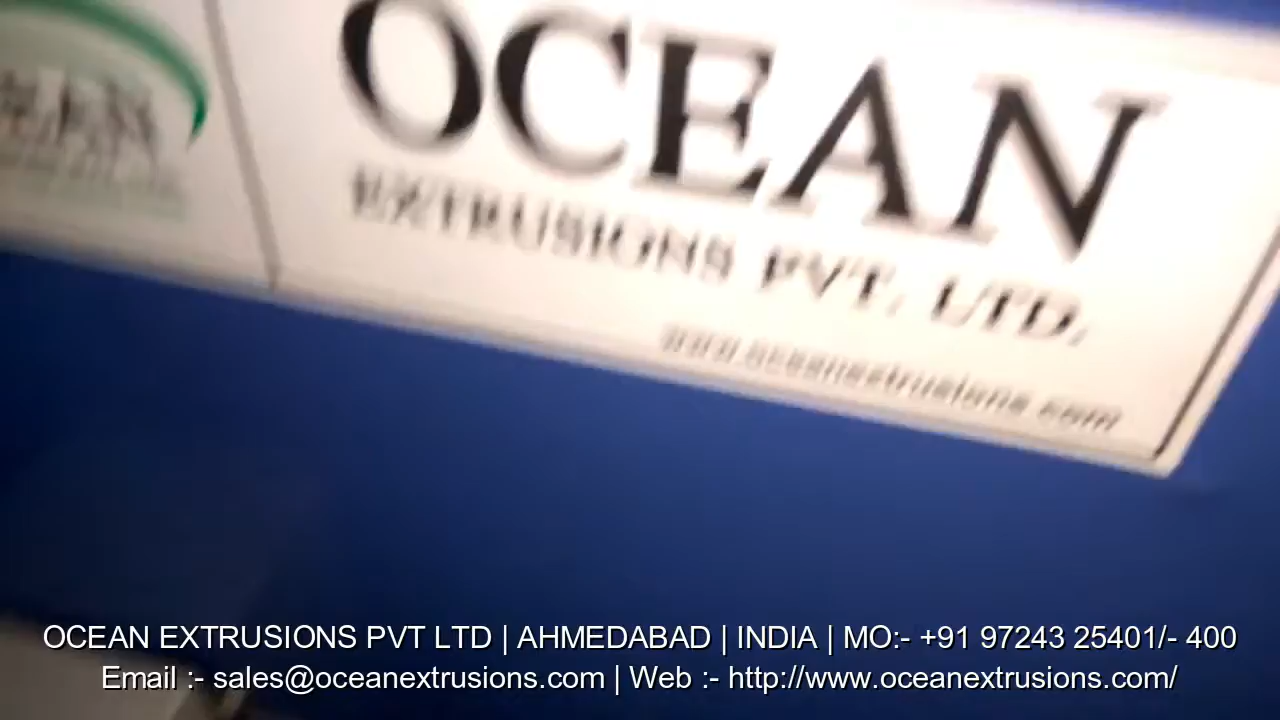 OCEAN
EXTRUSIONS PVT. LTD.
www.oceanextrusions.com
OCEAN EXTRUSIONS PVT LTD | AHMEDABAD | INDIA | MO:- +91 97243 25401/- 400
Email :- sales@oceanextrusions.com | Web :- http://www.oceanextrusions.com/